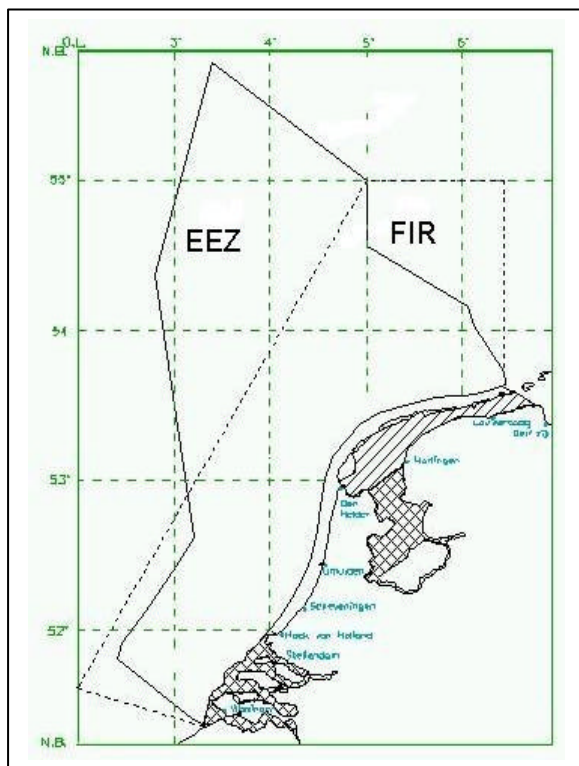 O.L. 3° 4° 5° 6°
N.B.
55°
EEZ
FIR
54°
53°
Harlingen
Den
Helder
IJmuiden
Scheveningen
52°
Hoek van Holland
Stellendam
N.B.